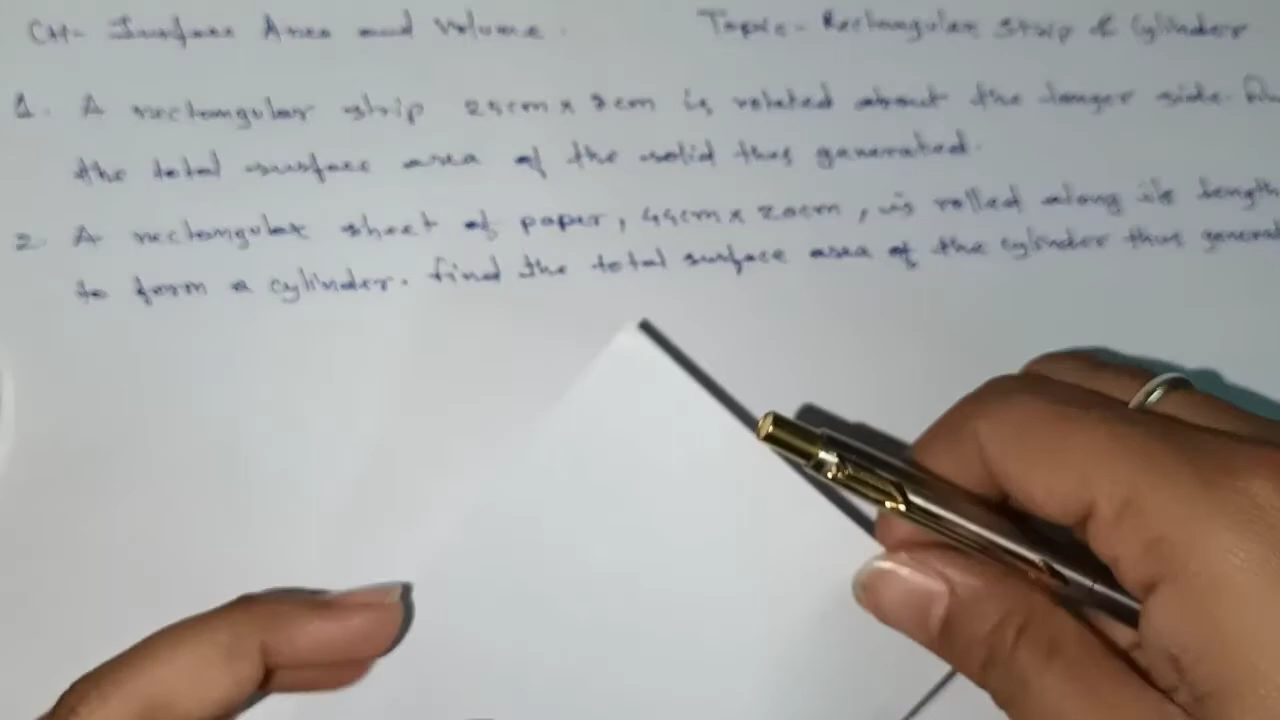 CH- Surface Area and Volume. Topic- Rectangular Strip & Cylinders
1. A rectangular strip 25cm x 7cm is rotated about the longer side.
the total surface area of the solid thus generated.
2. A rectangular sheet of paper, 44cm x 20cm, is rolled along its length
to form a cylinder. Find the total surface area of the cylinder thus